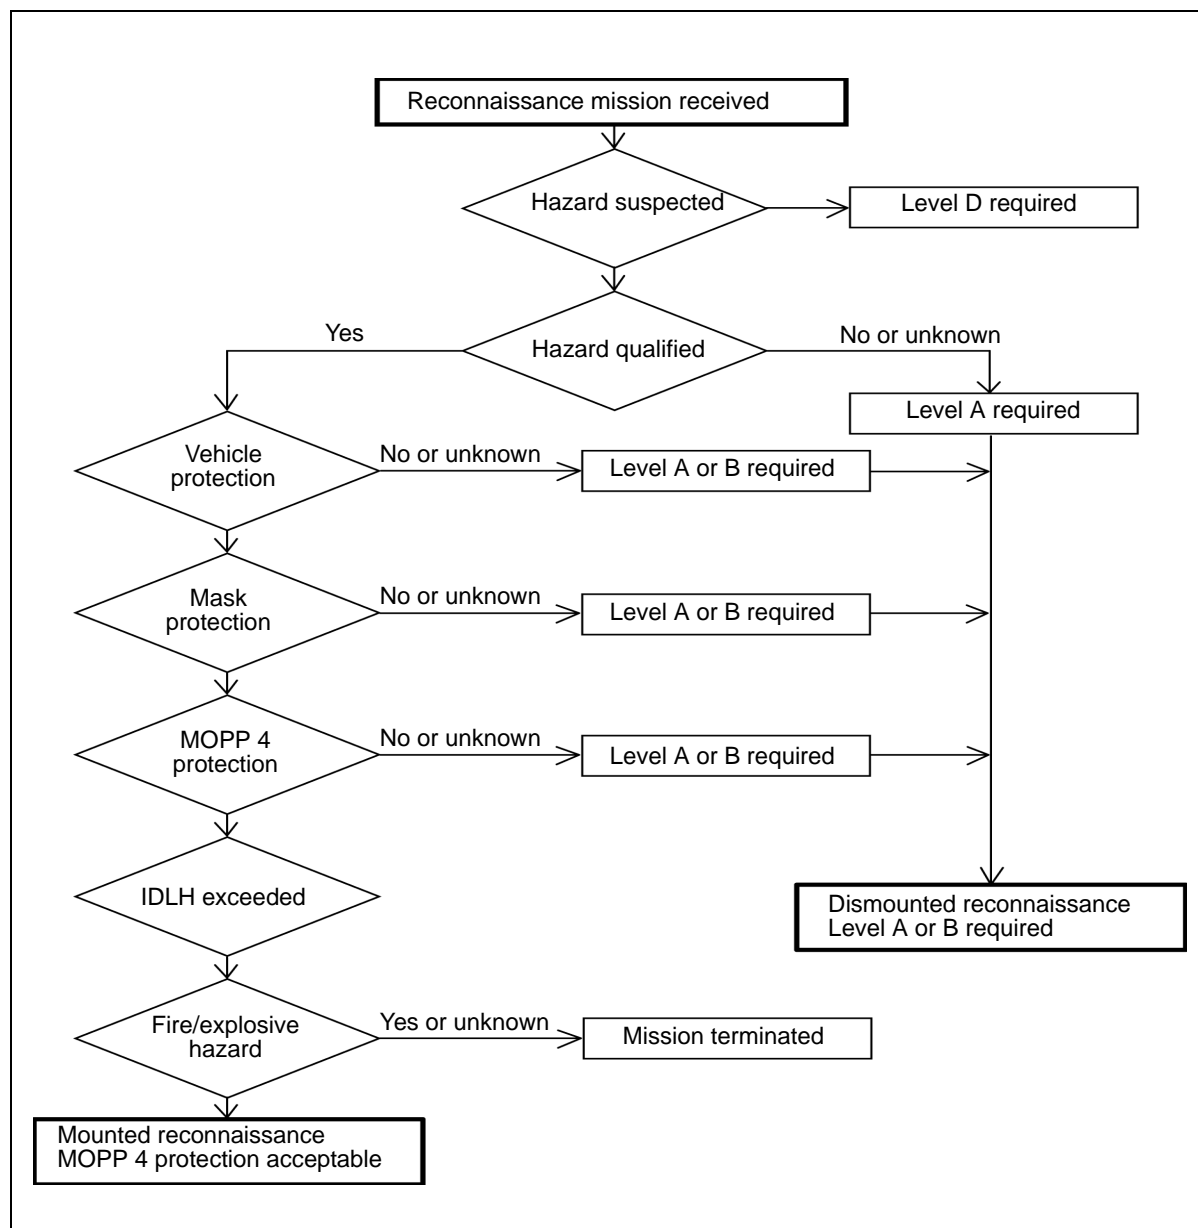 Reconnaissance mission received
Hazard suspected
Level D required
Yes
Hazard qualified
No or unknown
Level A required
Vehicle
protection
No or unknown
Level A or B required
Mask
protection
No or unknown
Level A or B required
MOPP 4
protection
No or unknown
Level A or B required
IDLH exceeded
Dismounted reconnaissance
Level A or B required
Fire/explosive
hazard
Yes or unknown
Mission terminated
Mounted reconnaissance
MOPP 4 protection acceptable